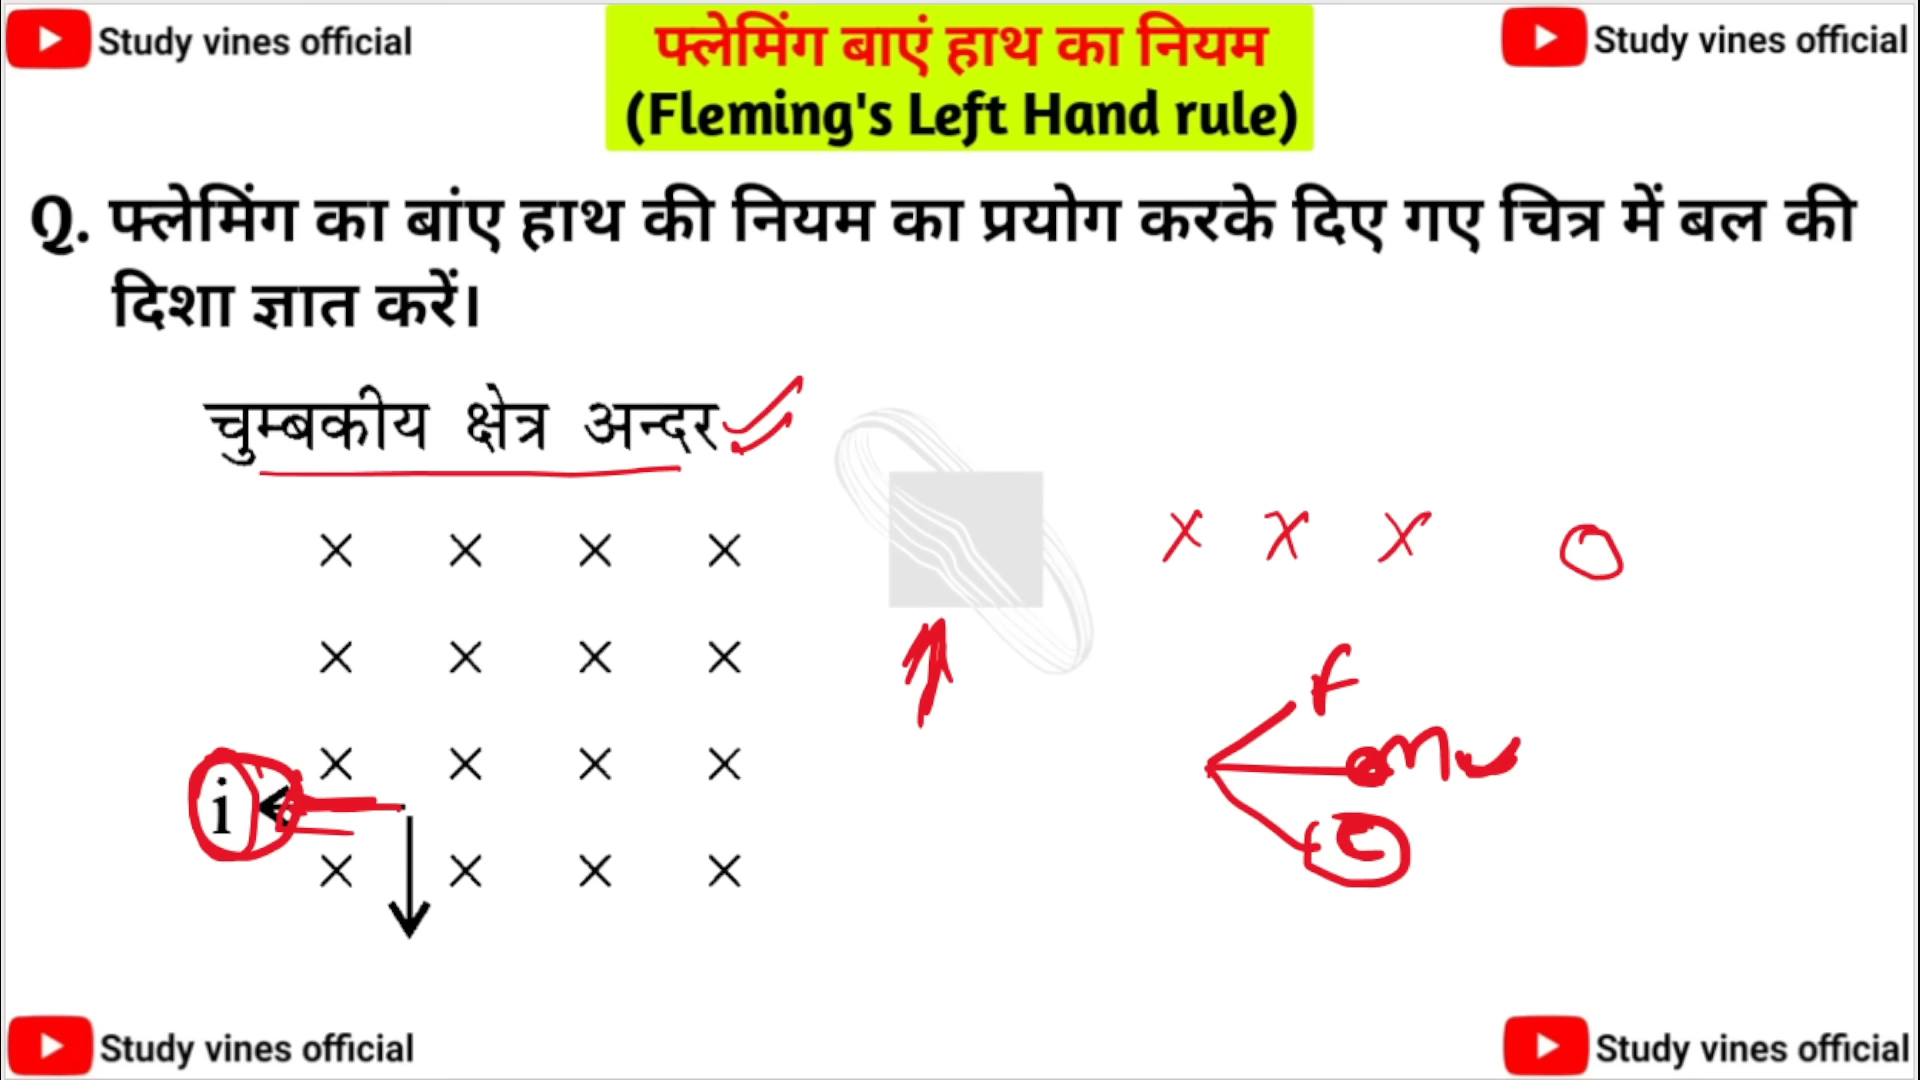 Study vines official
फ्लेमिंग बाएं हाथ का नियम
(Fleming's Left Hand rule)
Study vines official
Q. फ्लेमिंग का बांए हाथ की नियम का प्रयोग करके दिए गए चित्र में बल की
दिशा ज्ञात करें।
चुम्बकीय क्षेत्र अन्दर
× × × ×
× × × ×
× × × ×
i
× × × ×
x x x O
F
M
C
Study vines official
Study vines official